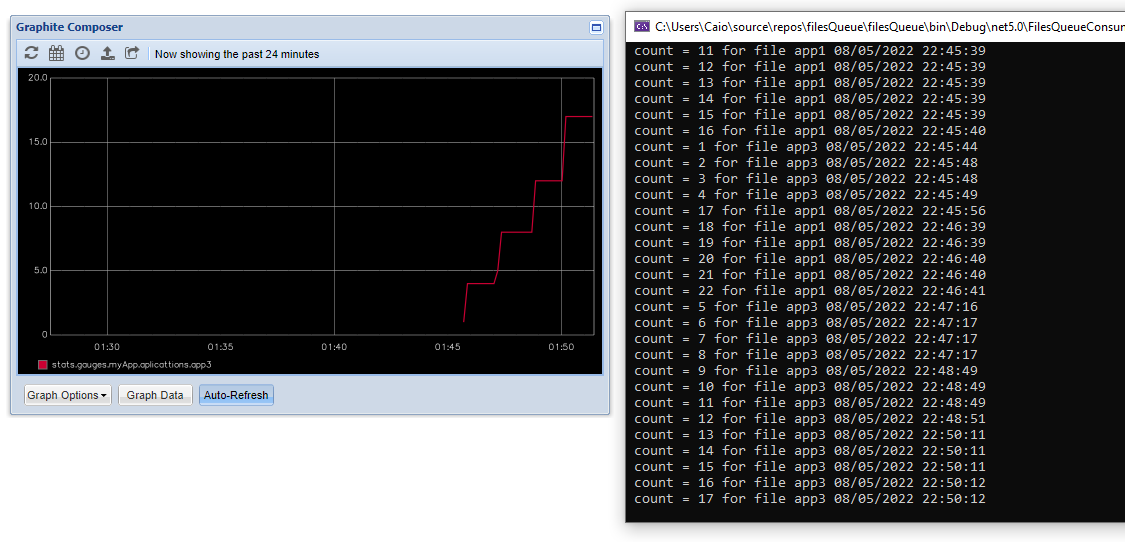 Graphite Composer
Now showing the past 24 minutes
20.0
15.0
10.0
5.0
0
01:30 01:35 01:40 01:45 01:50
stats.gauges.myApp.aplicattions.app3
Graph Options
Graph Data
Auto-Refresh
C:\Users\Caio\source\repos\filesQueue\filesQueue\bin\Debug\net5.0\FilesQueueConsum
count = 11 for file app1 08/05/2022 22:45:39
count = 12 for file app1 08/05/2022 22:45:39
count = 13 for file app1 08/05/2022 22:45:39
count = 14 for file app1 08/05/2022 22:45:39
count = 15 for file app1 08/05/2022 22:45:39
count = 16 for file app1 08/05/2022 22:45:40
count = 1 for file app3 08/05/2022 22:45:44
count = 2 for file app3 08/05/2022 22:45:48
count = 3 for file app3 08/05/2022 22:45:48
count = 4 for file app3 08/05/2022 22:45:49
count = 17 for file app1 08/05/2022 22:45:56
count = 18 for file app1 08/05/2022 22:46:39
count = 19 for file app1 08/05/2022 22:46:39
count = 20 for file app1 08/05/2022 22:46:40
count = 21 for file app1 08/05/2022 22:46:40
count = 22 for file app1 08/05/2022 22:46:41
count = 5 for file app3 08/05/2022 22:47:16
count = 6 for file app3 08/05/2022 22:47:17
count = 7 for file app3 08/05/2022 22:47:17
count = 8 for file app3 08/05/2022 22:47:17
count = 9 for file app3 08/05/2022 22:48:49
count = 10 for file app3 08/05/2022 22:48:49
count = 11 for file app3 08/05/2022 22:48:49
count = 12 for file app3 08/05/2022 22:48:51
count = 13 for file app3 08/05/2022 22:50:11
count = 14 for file app3 08/05/2022 22:50:11
count = 15 for file app3 08/05/2022 22:50:11
count = 16 for file app3 08/05/2022 22:50:12
count = 17 for file app3 08/05/2022 22:50:12